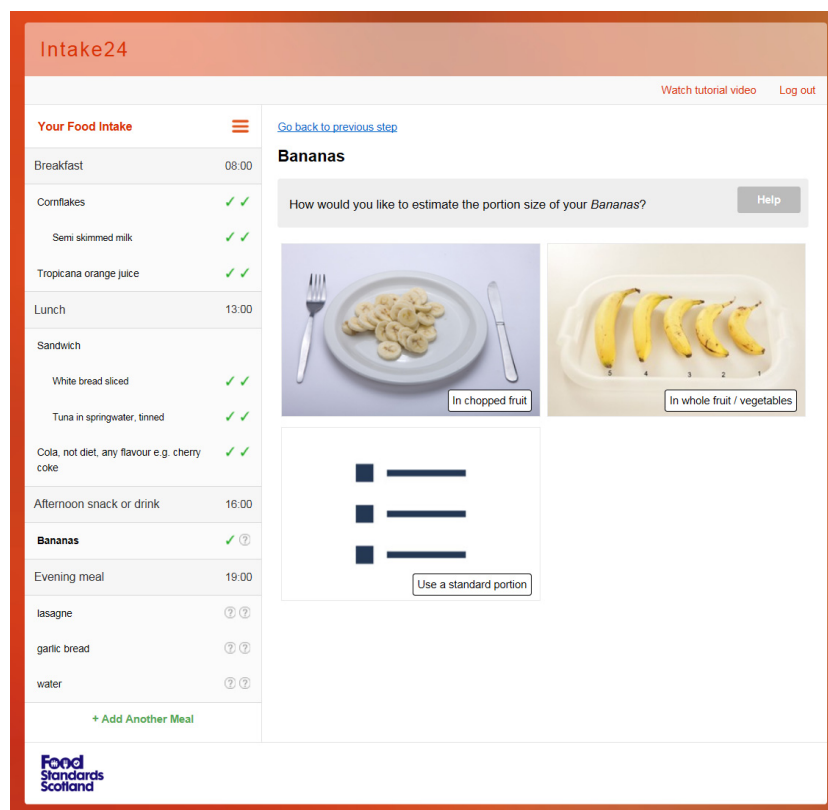 Intake24
Watch tutorial video Log out
Your Food Intake
Breakfast 08:00
Cornflakes
Semi skimmed milk
Tropicana orange juice
Lunch 13:00
Sandwich
White bread sliced
Tuna in springwater, tinned
Cola, not diet, any flavour e.g. cherry
coke
Afternoon snack or drink 16:00
Bananas
?
Evening meal 19:00
lasagne
? ?
garlic bread
? ?
water
? ?
+ Add Another Meal
Go back to previous step
Bananas
How would you like to estimate the portion size of your Bananas?
Help
In chopped fruit
5 4 3 2 1
In whole fruit / vegetables
Use a standard portion
Food
Standards
Scotland